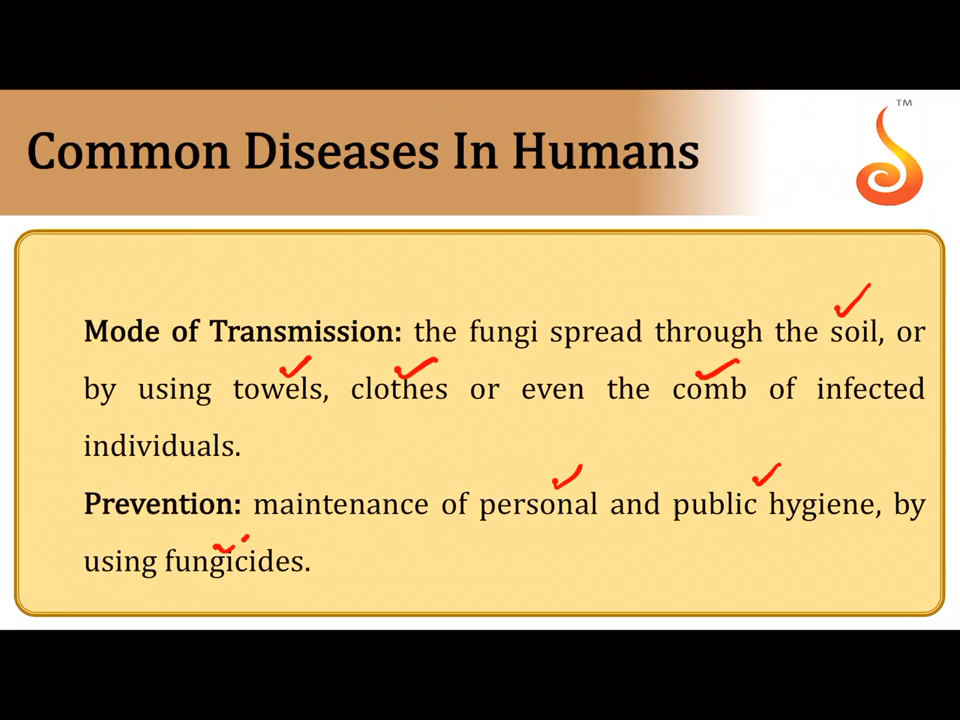 TM
Common Diseases In Humans
Mode of Transmission: the fungi spread through the soil, or
by using towels, clothes or even the comb of infected
individuals.
Prevention: maintenance of personal and public hygiene, by
using fungicides.